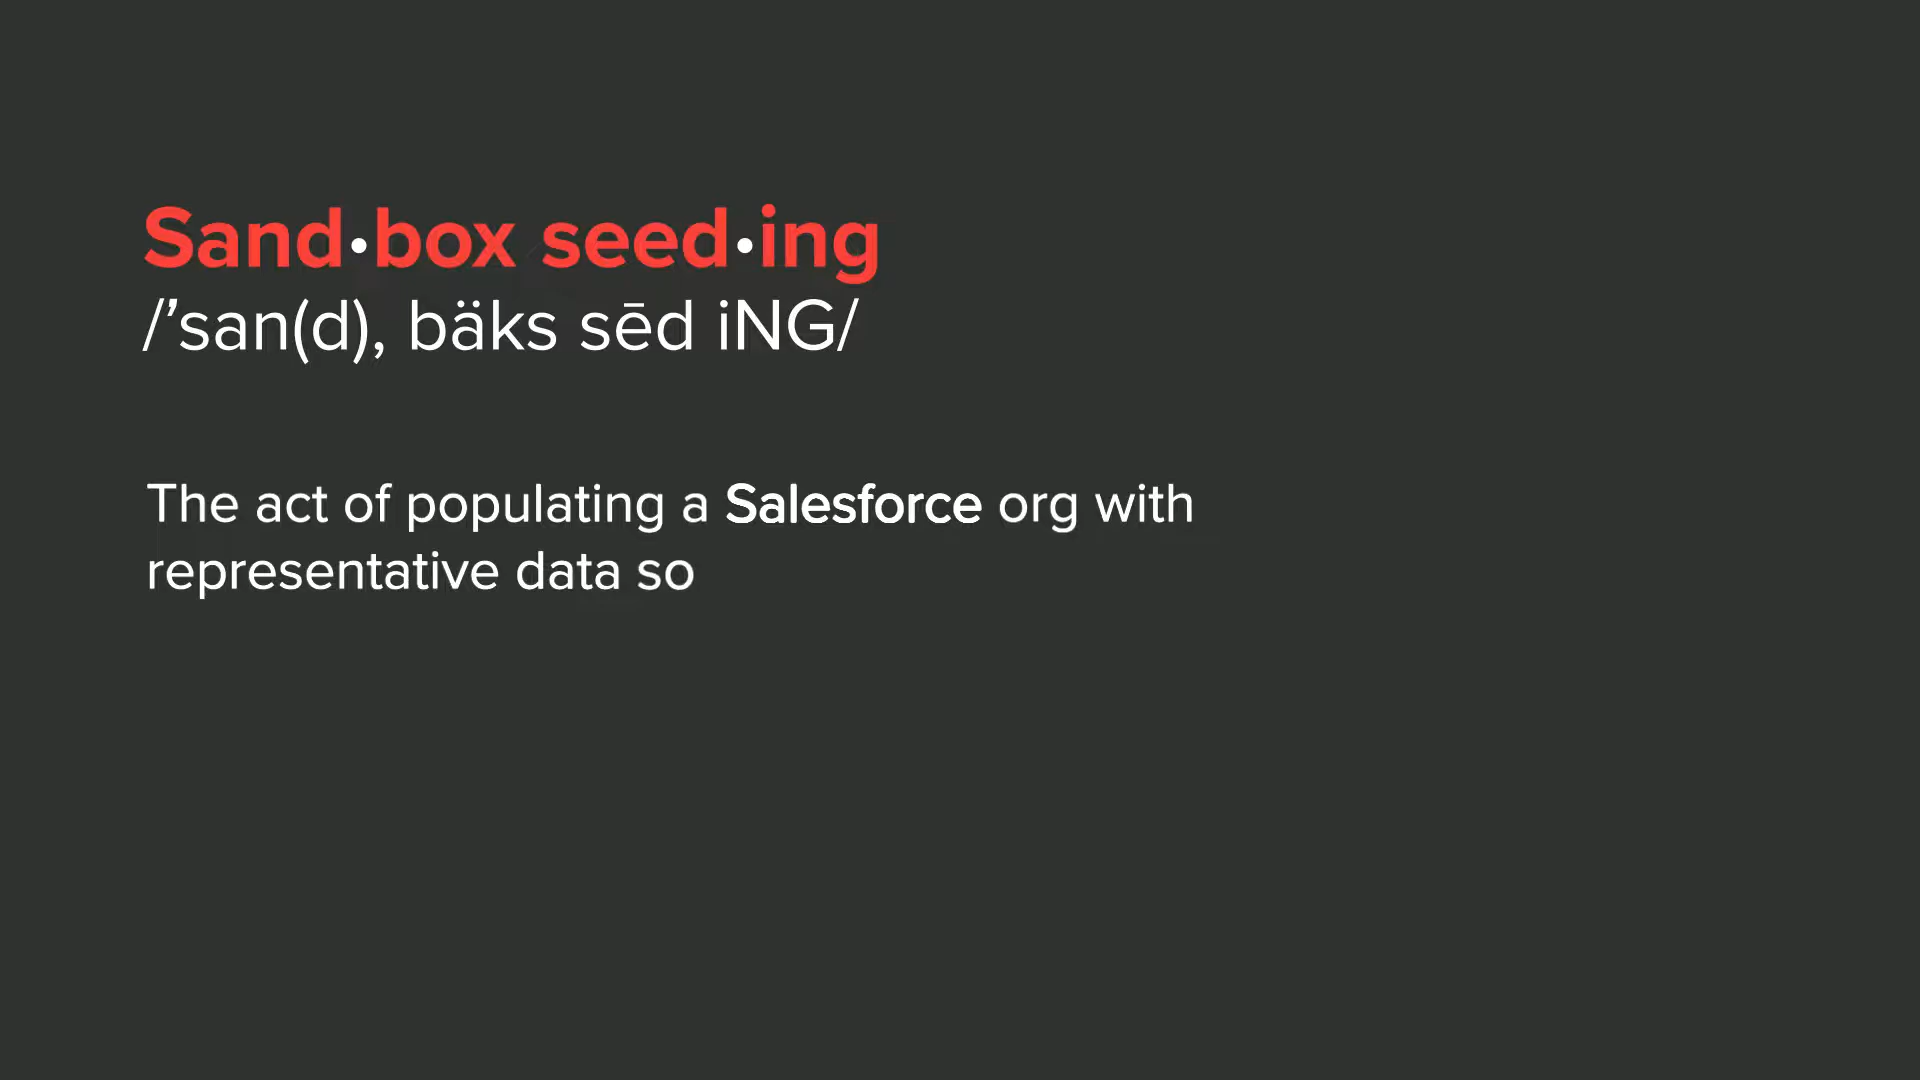 Sand•box seed•ing
/’san(d), bäks sēd iNG/
The act of populating a Salesforce org with
representative data so